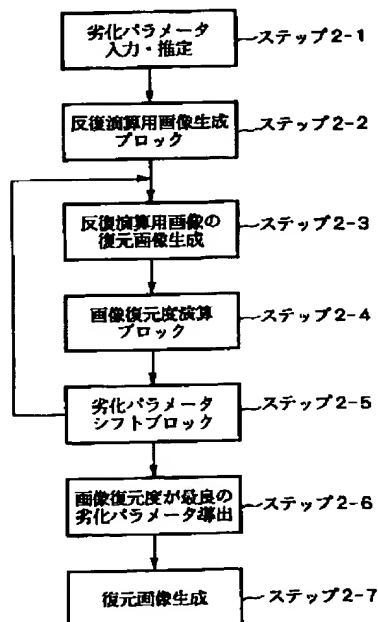 劣化パラメータ
入力・推定
ステップ2-1
反復演算用画像生成
ブロック
ステップ2-2
反復演算用画像の
復元画像生成
ステップ2-3
画像復元度演算
ブロック
ステップ2-4
劣化パラメータ
シフトブロック
ステップ2-5
画像復元度が最良の
劣化パラメータ導出
ステップ2-6
復元画像生成
ステップ2-7